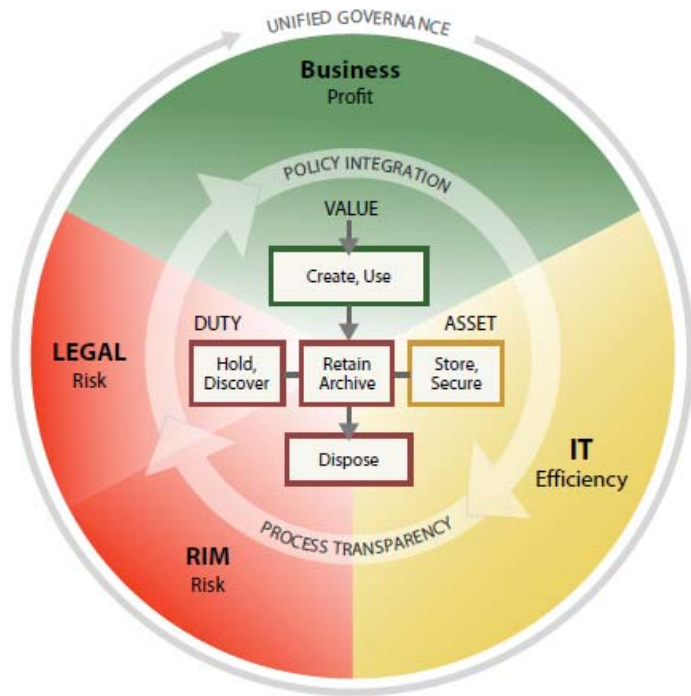 UNIFIED GOVERNANCE
Business
Profit
POLICY INTEGRATION
VALUE
Create, Use
DUTY
ASSET
LEGAL
Risk
Hold,
Discover
Retain
Archive
Store,
Secure
Dispose
IT
Efficiency
PROCESS TRANSPARENCY
RIM
Risk